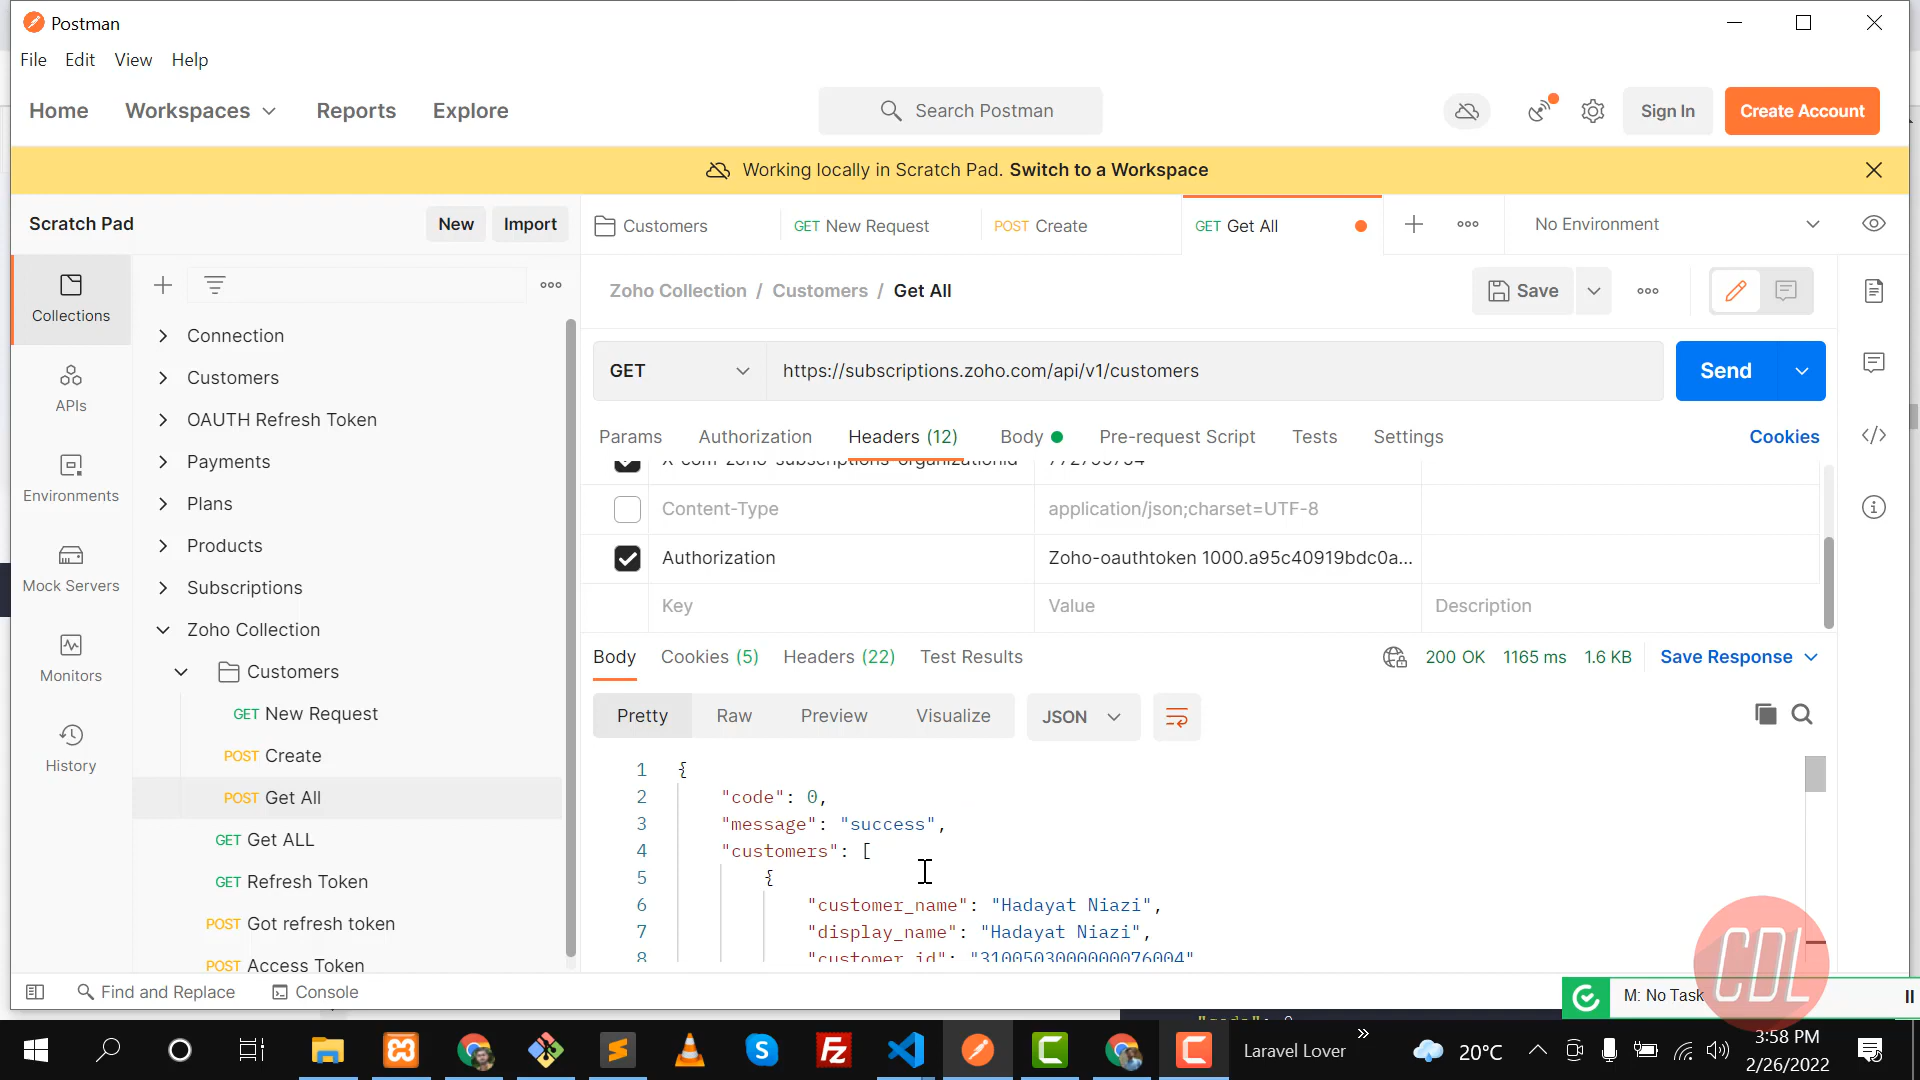 Postman
File Edit View Help
Home Workspaces Reports Explore
Search Postman
Sign In
Create Account
Working locally in Scratch Pad. Switch to a Workspace
Scratch Pad
New
Import
Customers
GET New Request
POST Create
GET Get All
No Environment
Collections
APIs
Environments
Mock Servers
Monitors
History
Connection
Customers
OAUTH Refresh Token
Payments
Plans
Products
Subscriptions
Zoho Collection
Customers
GET New Request
POST Create
POST Get All
GET Get ALL
GET Refresh Token
POST Got refresh token
POST Access Token
Zoho Collection / Customers / Get All
Save
GET
https://subscriptions.zoho.com/api/v1/customers
Send
Params Authorization Headers (12) Body Pre-request Script Tests Settings Cookies
X-com-zoho-subscriptions-organizationid
Content-Type application/json;charset=UTF-8
Authorization Zoho-oauthtoken 1000.a95c40919bdc0a...
Key Value Description
Body Cookies (5) Headers (22) Test Results
200 OK 1165 ms 1.6 KB Save Response
Pretty Raw Preview Visualize JSON
1 {
2 "code": 0,
3 "message": "success",
4 "customers": [
5 {
6 "customer_name": "Hadayat Niazi",
7 "display_name": "Hadayat Niazi",
8 "customer_id": "3100503000000076004"
Find and Replace
Console
M: No Task
CDL
Laravel Lover
20°C
3:58 PM
2/26/2022